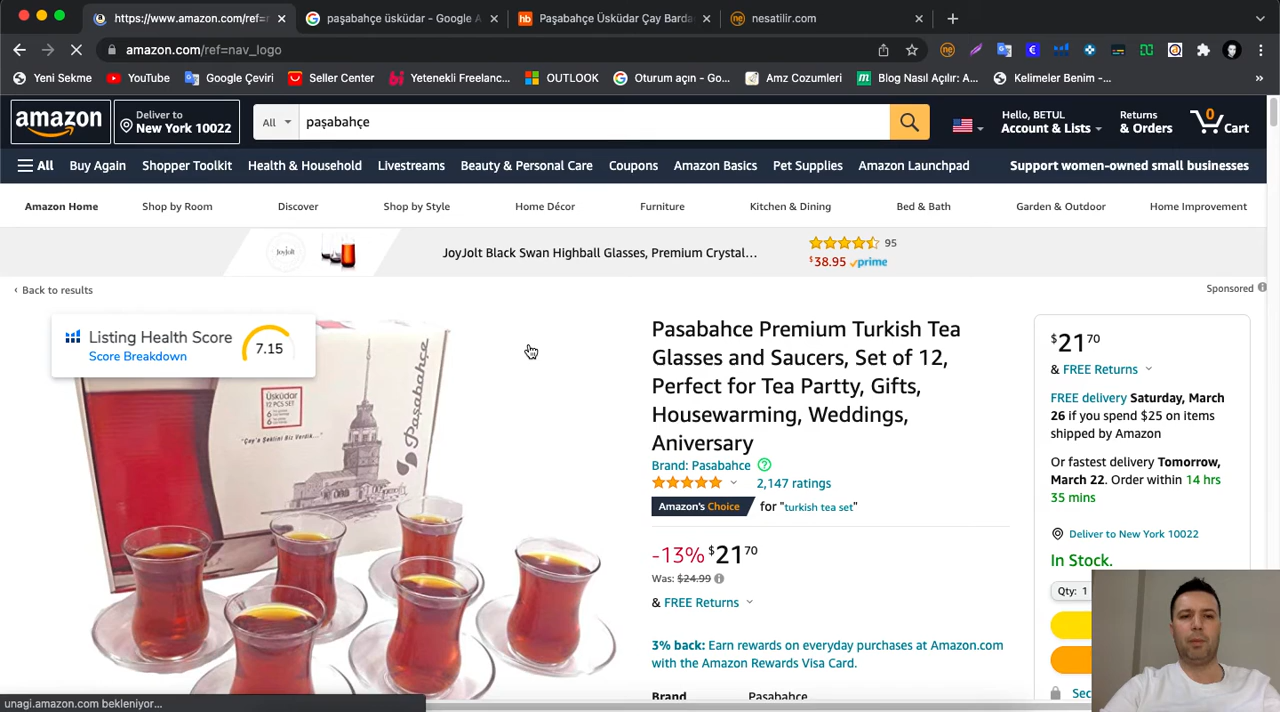 https://www.amazon.com/ref=r
paşabahçe üsküdar - Google A
Paşabahçe Üsküdar Çay Barda
nesatilir.com
amazon.com/ref=nav_logo
Yeni Sekme
YouTube
Google Çeviri
Seller Center
Yetenekli Freelanc...
OUTLOOK
Oturum açın - Go...
Amz Cozumleri
Blog Nasıl Açılır: A...
Kelimeler Benim -...
amazon
Deliver to
New York 10022
All
paşabahçe
Hello, BETUL
Account & Lists
Returns
& Orders
0
Cart
All
Buy Again
Shopper Toolkit
Health & Household
Livestreams
Beauty & Personal Care
Coupons
Amazon Basics
Pet Supplies
Amazon Launchpad
Support women-owned small businesses
Amazon Home
Shop by Room
Discover
Shop by Style
Home Décor
Furniture
Kitchen & Dining
Bed & Bath
Garden & Outdoor
Home Improvement
JoyJolt
JoyJolt Black Swan Highball Glasses, Premium Crystal...
95
$38.95 prime
‹ Back to results
Sponsored
Listing Health Score
Score Breakdown
7.15
Üsküdar
12 PCS SET
6
6
"Çay'a Şeklini Biz Verdik..."
Paşabahçe
Pasabahce Premium Turkish Tea
Glasses and Saucers, Set of 12,
Perfect for Tea Partty, Gifts,
Housewarming, Weddings,
Aniversary
Brand: Pasabahce
2,147 ratings
Amazon's Choice
for "turkish tea set"
-13% $21 70
Was: $24.99
& FREE Returns
3% back: Earn rewards on everyday purchases at Amazon.com
with the Amazon Rewards Visa Card.
Brand
Pasabahce
$21 70
& FREE Returns
FREE delivery Saturday, March
26 if you spend $25 on items
shipped by Amazon
Or fastest delivery Tomorrow,
March 22. Order within 14 hrs
35 mins
Deliver to New York 10022
In Stock.
Qty: 1
Sec
unagi.amazon.com bekleniyor...